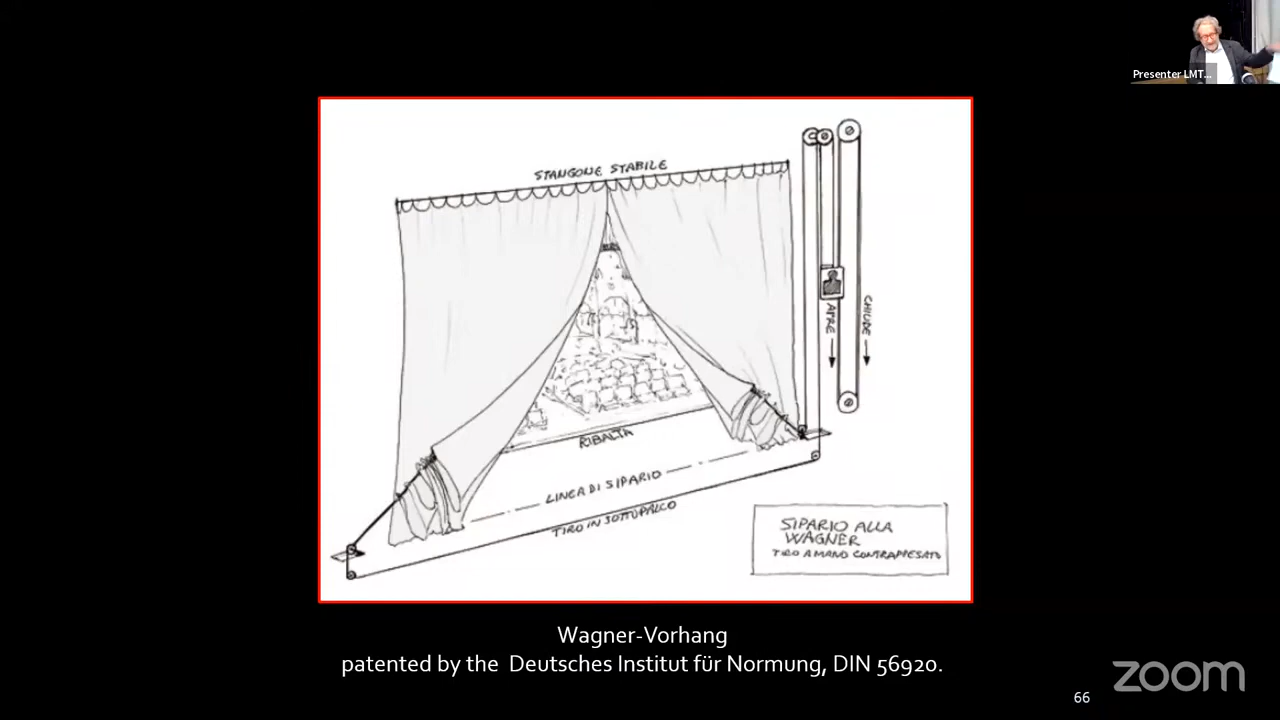 Presenter LMT...
STANGONE STABILE
APRE
CHIUDE
RIBALTA
LINEA DI SIPARIO
TIRO IN SOTTOPALCO
SIPARIO ALLA
WAGNER
TIRO A MANO CONTRAPPESATO
Wagner-Vorhang
patented by the Deutsches Institut für Normung, DIN 56920.
66
zoom